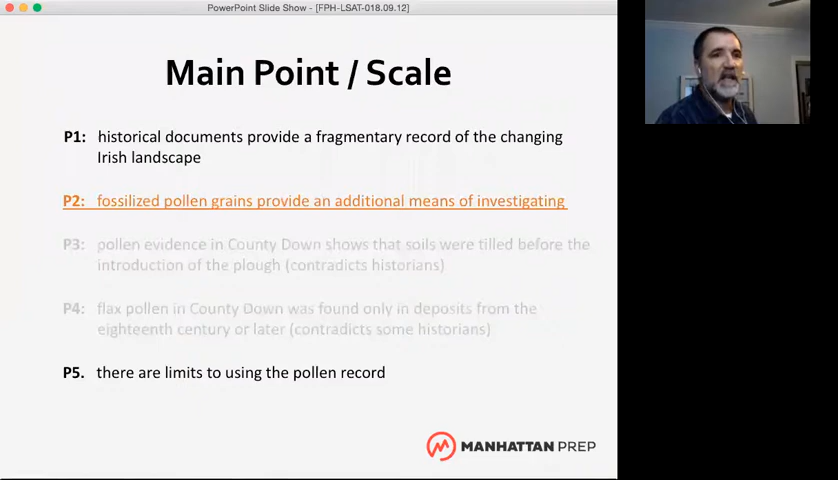 PowerPoint Slide Show - [FPH-LSAT-018.09.12]
Main Point / Scale
P1: historical documents provide a fragmentary record of the changing
Irish landscape
P2: fossilized pollen grains provide an additional means of investigating
P3: pollen evidence in County Down shows that soils were tilled before the
introduction of the plough (contradicts historians)
P4: flax pollen in County Down was found only in deposits from the
eighteenth century or later (contradicts some historians)
P5. there are limits to using the pollen record
MANHATTAN PREP